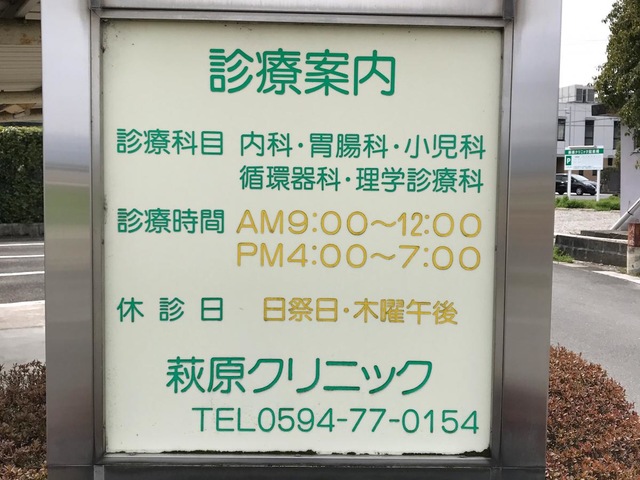 診療案内
診療科目 内科・胃腸科・小児科
循環器科・理学診療科
診療時間 AM9:00〜12:00
PM4:00〜7:00
休診日 日祭日・木曜午後
萩原クリニック
TEL0594-77-0154
P